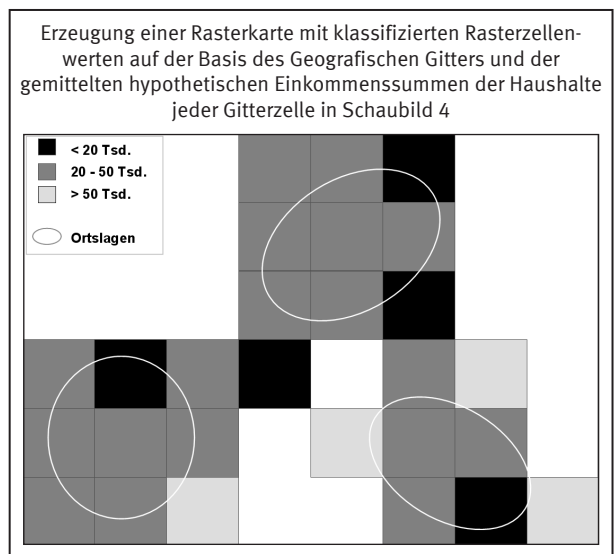 Erzeugung einer Rasterkarte mit klassifizierten Rasterzellen-
werten auf der Basis des Geografischen Gitters und der
gemittelten hypothetischen Einkommenssummen der Haushalte
jeder Gitterzelle in Schaubild 4
< 20 Tsd.
20 - 50 Tsd.
> 50 Tsd.
Ortslagen